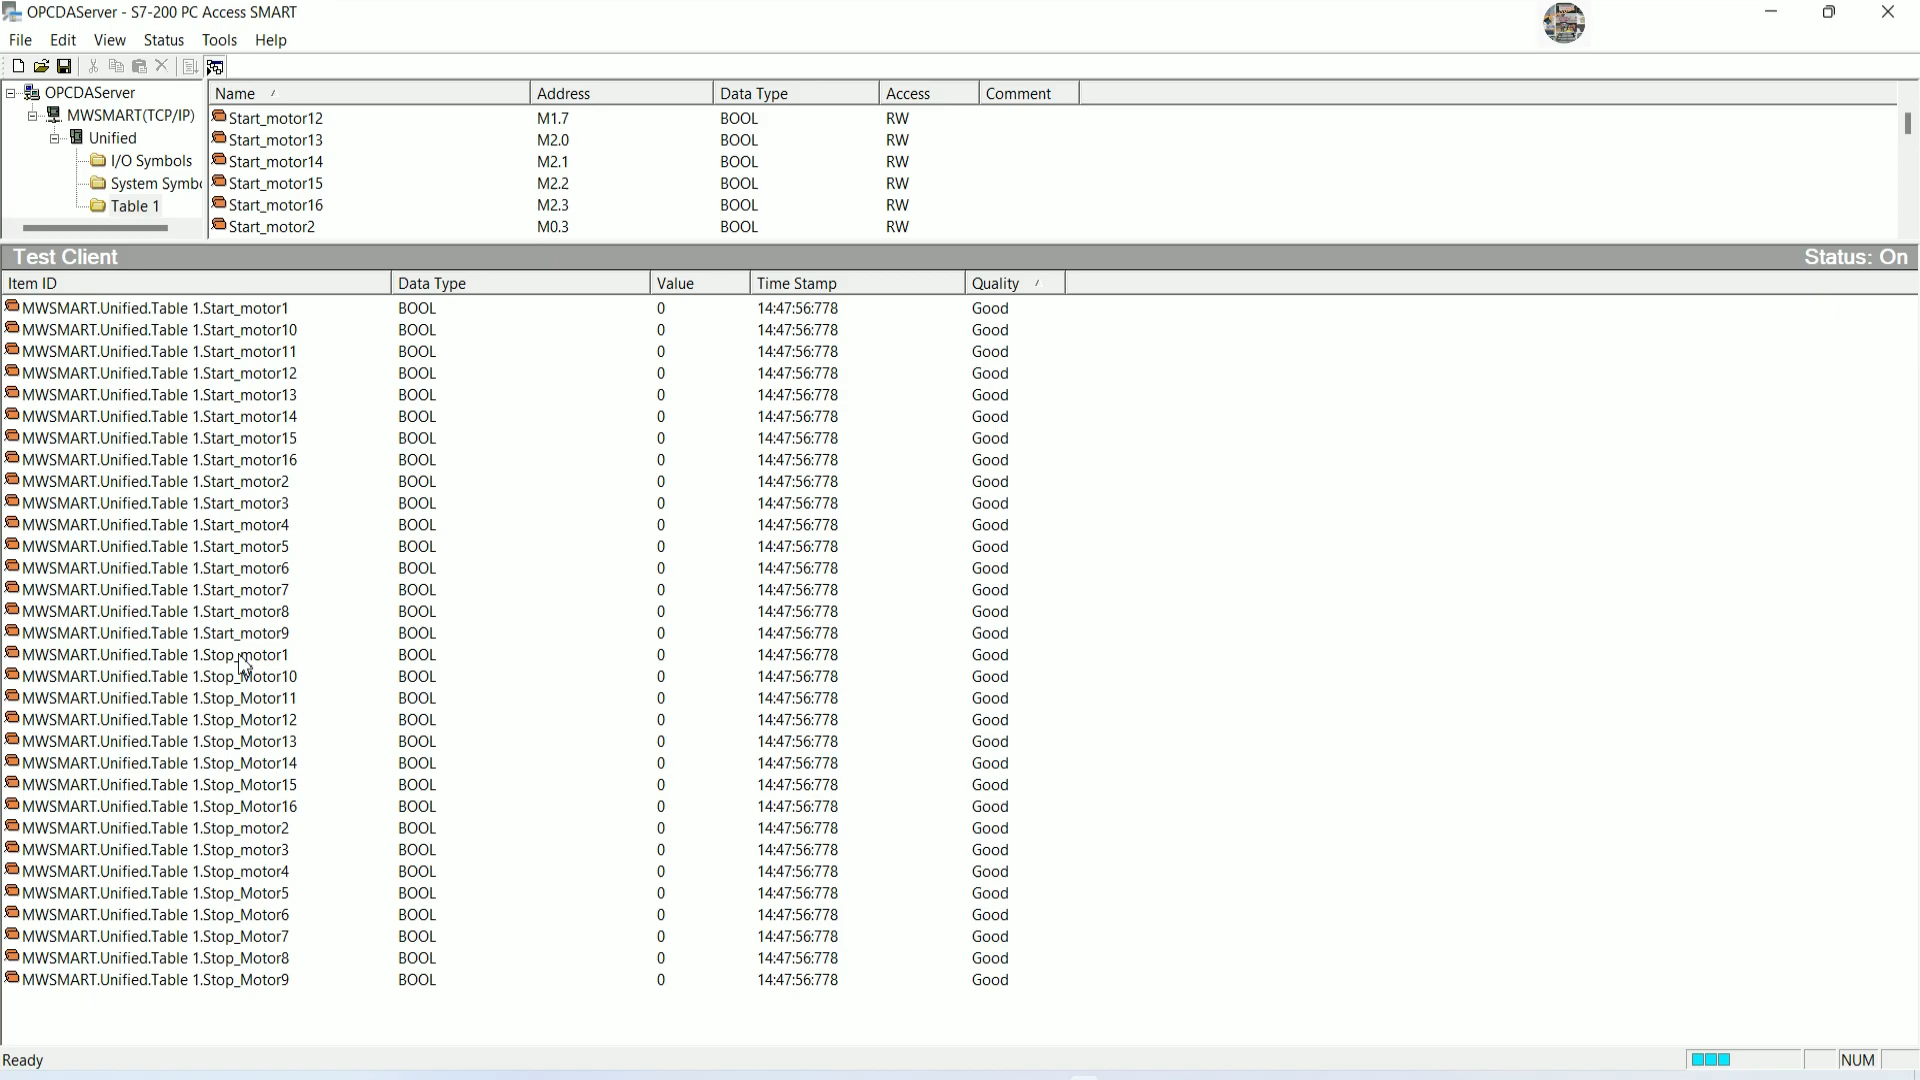 OPCDAServer - S7-200 PC Access SMART
File Edit View Status Tools Help
OPCDAServer
MWSMART(TCP/IP)
Unified
I/O Symbols
System Symb
Table 1
Name Address Data Type Access Comment
Start_motor12 M1.7 BOOL RW
Start_motor13 M2.0 BOOL RW
Start_motor14 M2.1 BOOL RW
Start_motor15 M2.2 BOOL RW
Start_motor16 M2.3 BOOL RW
Start_motor2 M0.3 BOOL RW
Test Client Status: On
Item ID Data Type Value Time Stamp Quality
MWSMART.Unified.Table 1.Start_motor1 BOOL 0 14:47:56:778 Good
MWSMART.Unified.Table 1.Start_motor10 BOOL 0 14:47:56:778 Good
MWSMART.Unified.Table 1.Start_motor11 BOOL 0 14:47:56:778 Good
MWSMART.Unified.Table 1.Start_motor12 BOOL 0 14:47:56:778 Good
MWSMART.Unified.Table 1.Start_motor13 BOOL 0 14:47:56:778 Good
MWSMART.Unified.Table 1.Start_motor14 BOOL 0 14:47:56:778 Good
MWSMART.Unified.Table 1.Start_motor15 BOOL 0 14:47:56:778 Good
MWSMART.Unified.Table 1.Start_motor16 BOOL 0 14:47:56:778 Good
MWSMART.Unified.Table 1.Start_motor2 BOOL 0 14:47:56:778 Good
MWSMART.Unified.Table 1.Start_motor3 BOOL 0 14:47:56:778 Good
MWSMART.Unified.Table 1.Start_motor4 BOOL 0 14:47:56:778 Good
MWSMART.Unified.Table 1.Start_motor5 BOOL 0 14:47:56:778 Good
MWSMART.Unified.Table 1.Start_motor6 BOOL 0 14:47:56:778 Good
MWSMART.Unified.Table 1.Start_motor7 BOOL 0 14:47:56:778 Good
MWSMART.Unified.Table 1.Start_motor8 BOOL 0 14:47:56:778 Good
MWSMART.Unified.Table 1.Start_motor9 BOOL 0 14:47:56:778 Good
MWSMART.Unified.Table 1.Stop_motor1 BOOL 0 14:47:56:778 Good
MWSMART.Unified.Table 1.Stop_Motor10 BOOL 0 14:47:56:778 Good
MWSMART.Unified.Table 1.Stop_Motor11 BOOL 0 14:47:56:778 Good
MWSMART.Unified.Table 1.Stop_Motor12 BOOL 0 14:47:56:778 Good
MWSMART.Unified.Table 1.Stop_Motor13 BOOL 0 14:47:56:778 Good
MWSMART.Unified.Table 1.Stop_Motor14 BOOL 0 14:47:56:778 Good
MWSMART.Unified.Table 1.Stop_Motor15 BOOL 0 14:47:56:778 Good
MWSMART.Unified.Table 1.Stop_Motor16 BOOL 0 14:47:56:778 Good
MWSMART.Unified.Table 1.Stop_motor2 BOOL 0 14:47:56:778 Good
MWSMART.Unified.Table 1.Stop_motor3 BOOL 0 14:47:56:778 Good
MWSMART.Unified.Table 1.Stop_motor4 BOOL 0 14:47:56:778 Good
MWSMART.Unified.Table 1.Stop_Motor5 BOOL 0 14:47:56:778 Good
MWSMART.Unified.Table 1.Stop_Motor6 BOOL 0 14:47:56:778 Good
MWSMART.Unified.Table 1.Stop_Motor7 BOOL 0 14:47:56:778 Good
MWSMART.Unified.Table 1.Stop_Motor8 BOOL 0 14:47:56:778 Good
MWSMART.Unified.Table 1.Stop_Motor9 BOOL 0 14:47:56:778 Good
Ready NUM